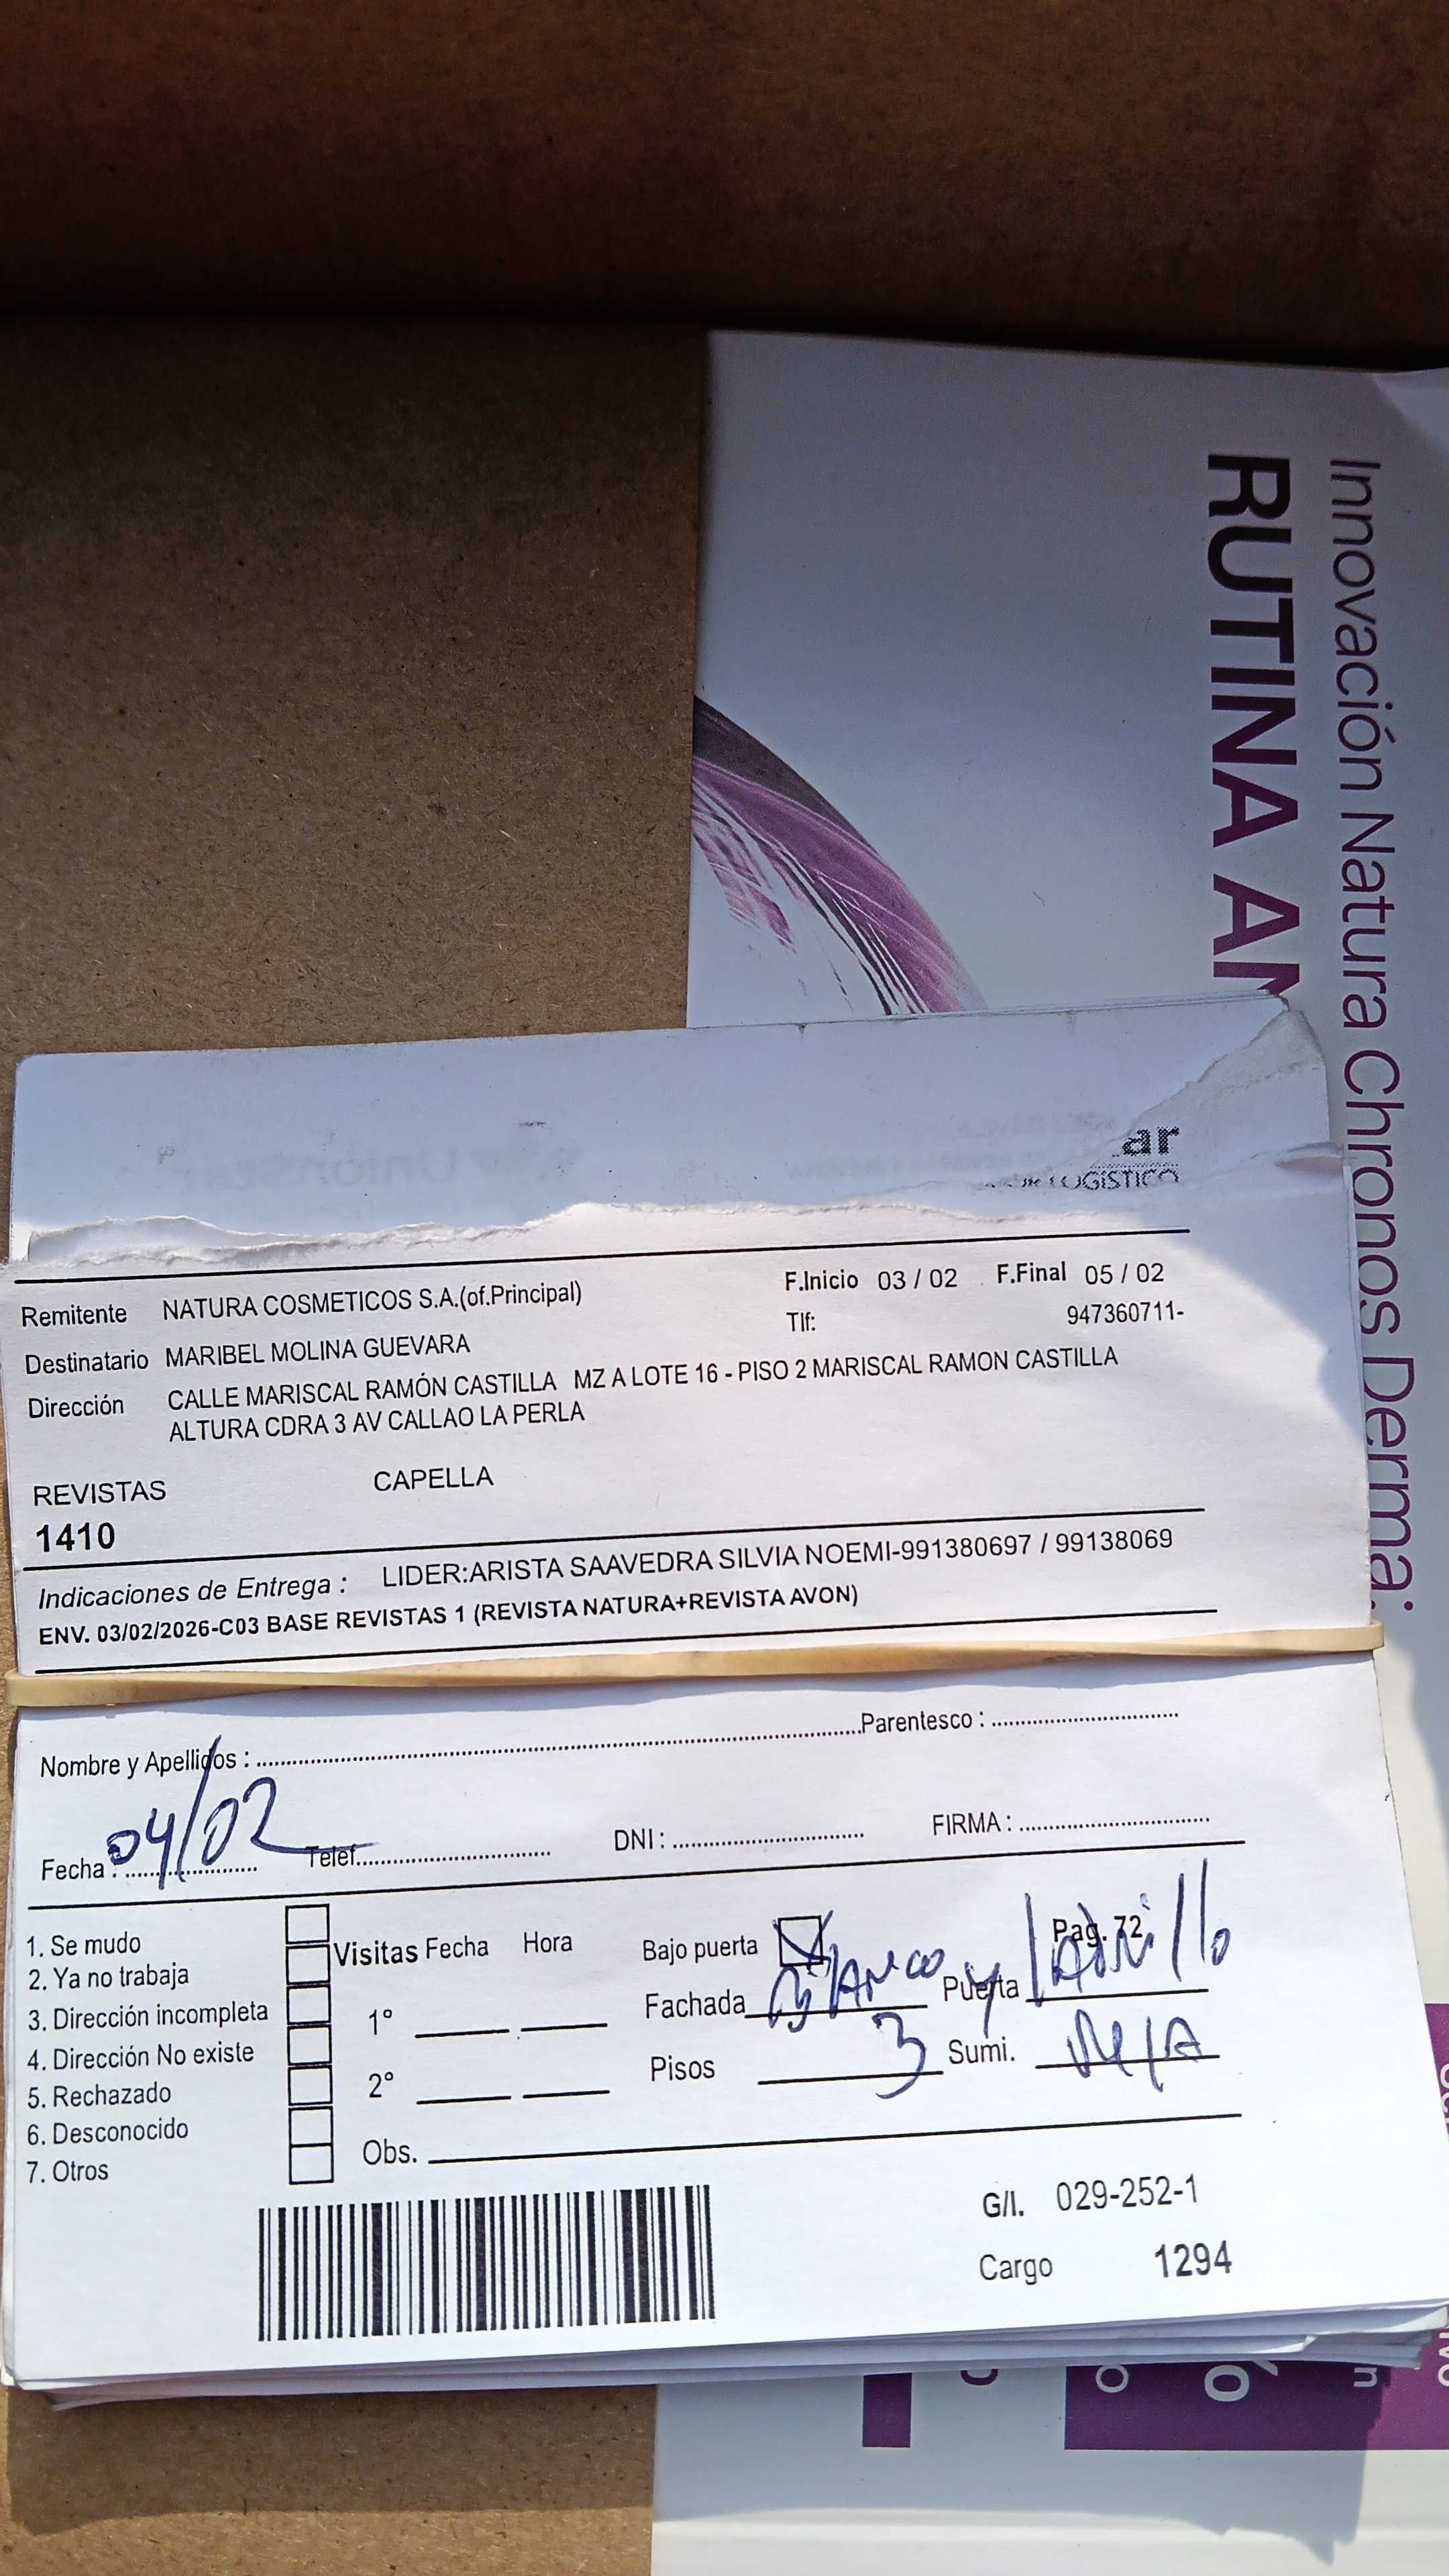 Innovación Natura Chronos Derma:
RUTINA AN
ar
LOGÍSTICO
Remitente NATURA COSMETICOS S.A.(of.Principal) F.Inicio 03 / 02 F.Final 05 / 02
Tlf: 947360711-
Destinatario MARIBEL MOLINA GUEVARA
Dirección CALLE MARISCAL RAMÓN CASTILLA MZ A LOTE 16 - PISO 2 MARISCAL RAMON CASTILLA
ALTURA CDRA 3 AV CALLAO LA PERLA
REVISTAS CAPELLA
1410
Indicaciones de Entrega : LIDER:ARISTA SAAVEDRA SILVIA NOEMI-991380697 / 99138069
ENV. 03/02/2026-C03 BASE REVISTAS 1 (REVISTA NATURA+REVISTA AVON)
Nombre y Apellidos : Parentesco :
Fecha : 04/02 Telef. DNI : FIRMA :
1. Se mudo
2. Ya no trabaja
3. Dirección incompleta
4. Dirección No existe
5. Rechazado
6. Desconocido
7. Otros
Visitas Fecha Hora
1°
2°
Obs.
Bajo puerta Pag. 72
Fachada Blanco y Puerta ladrillo
Pisos 3 Sumi. N/A
G/I. 029-252-1
Cargo 1294